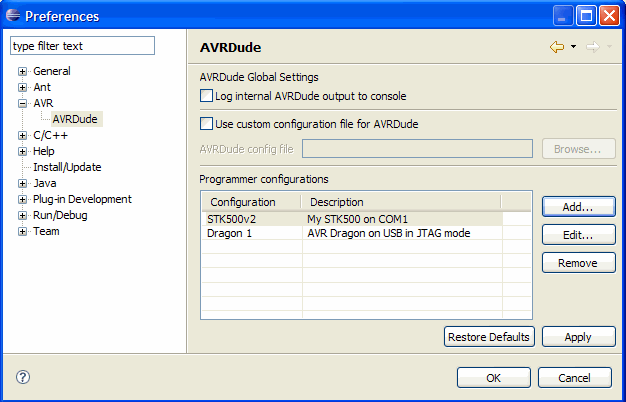 Preferences
type filter text
General
Ant
AVR
AVRDude
C/C++
Help
Install/Update
Java
Plug-in Development
Run/Debug
Team
AVRDude
AVRDude Global Settings
Log internal AVRDude output to console
Use custom configuration file for AVRDude
AVRDude config file Browse...
Programmer configurations
Configuration Description
STK500v2 My STK500 on COM1
Dragon 1 AVR Dragon on USB in JTAG mode
Add...
Edit...
Remove
Restore Defaults Apply
? OK Cancel